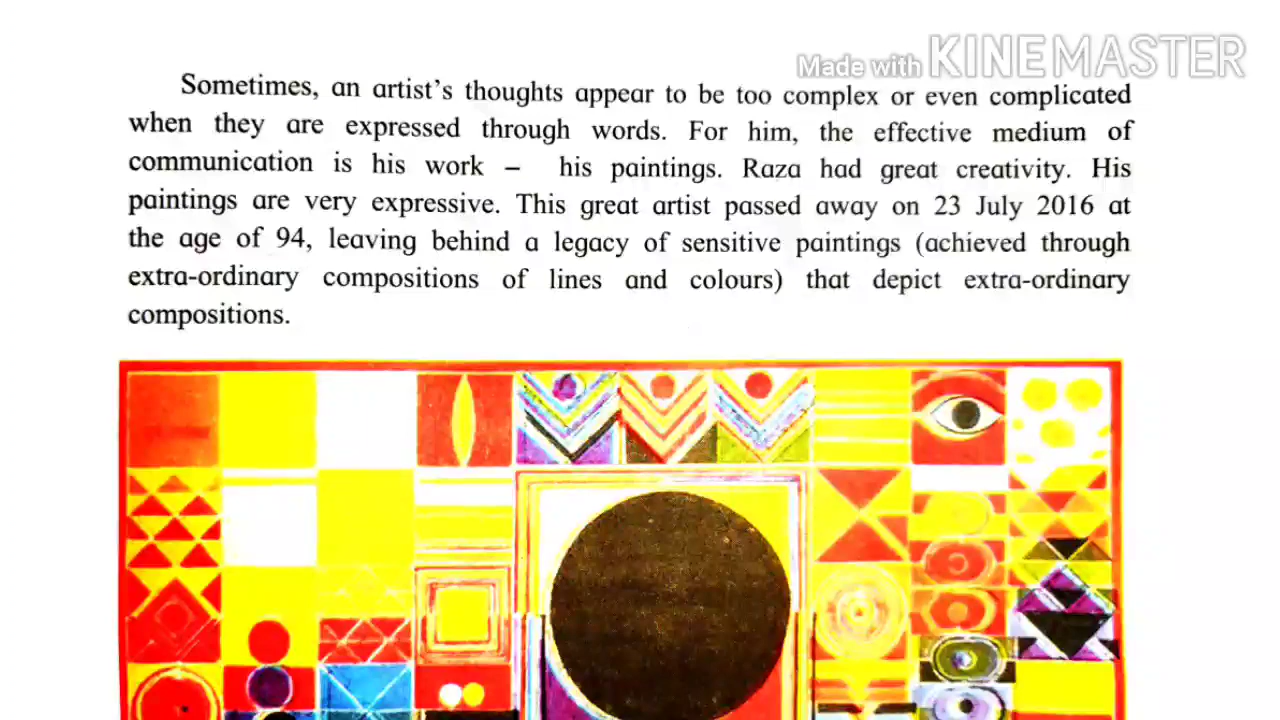 Made with KINEMASTER
Sometimes, an artist's thoughts appear to be too complex or even complicated
when they are expressed through words. For him, the effective medium of
communication is his work – his paintings. Raza had great creativity. His
paintings are very expressive. This great artist passed away on 23 July 2016 at
the age of 94, leaving behind a legacy of sensitive paintings (achieved through
extra-ordinary compositions of lines and colours) that depict extra-ordinary
compositions.